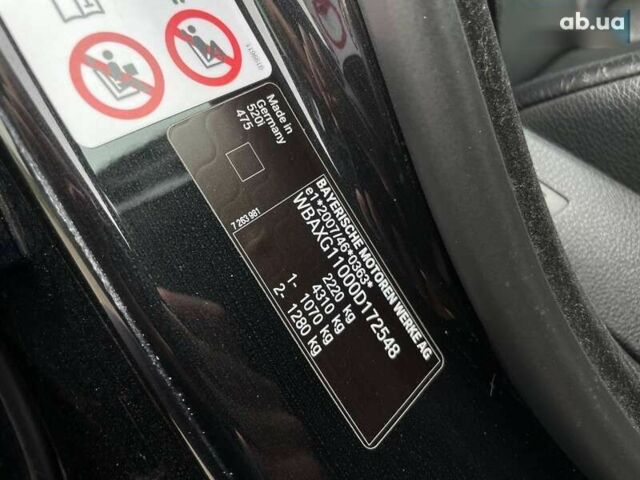 ab.ua
1196810
Made in
Germany
520i
475
7 263 981
BAYERISCHE MOTOREN WERKE AG
e1*2007/46*0363*
WBAXG11000D172548
2220 kg
4310 kg
1- 1070 kg
2- 1280 kg